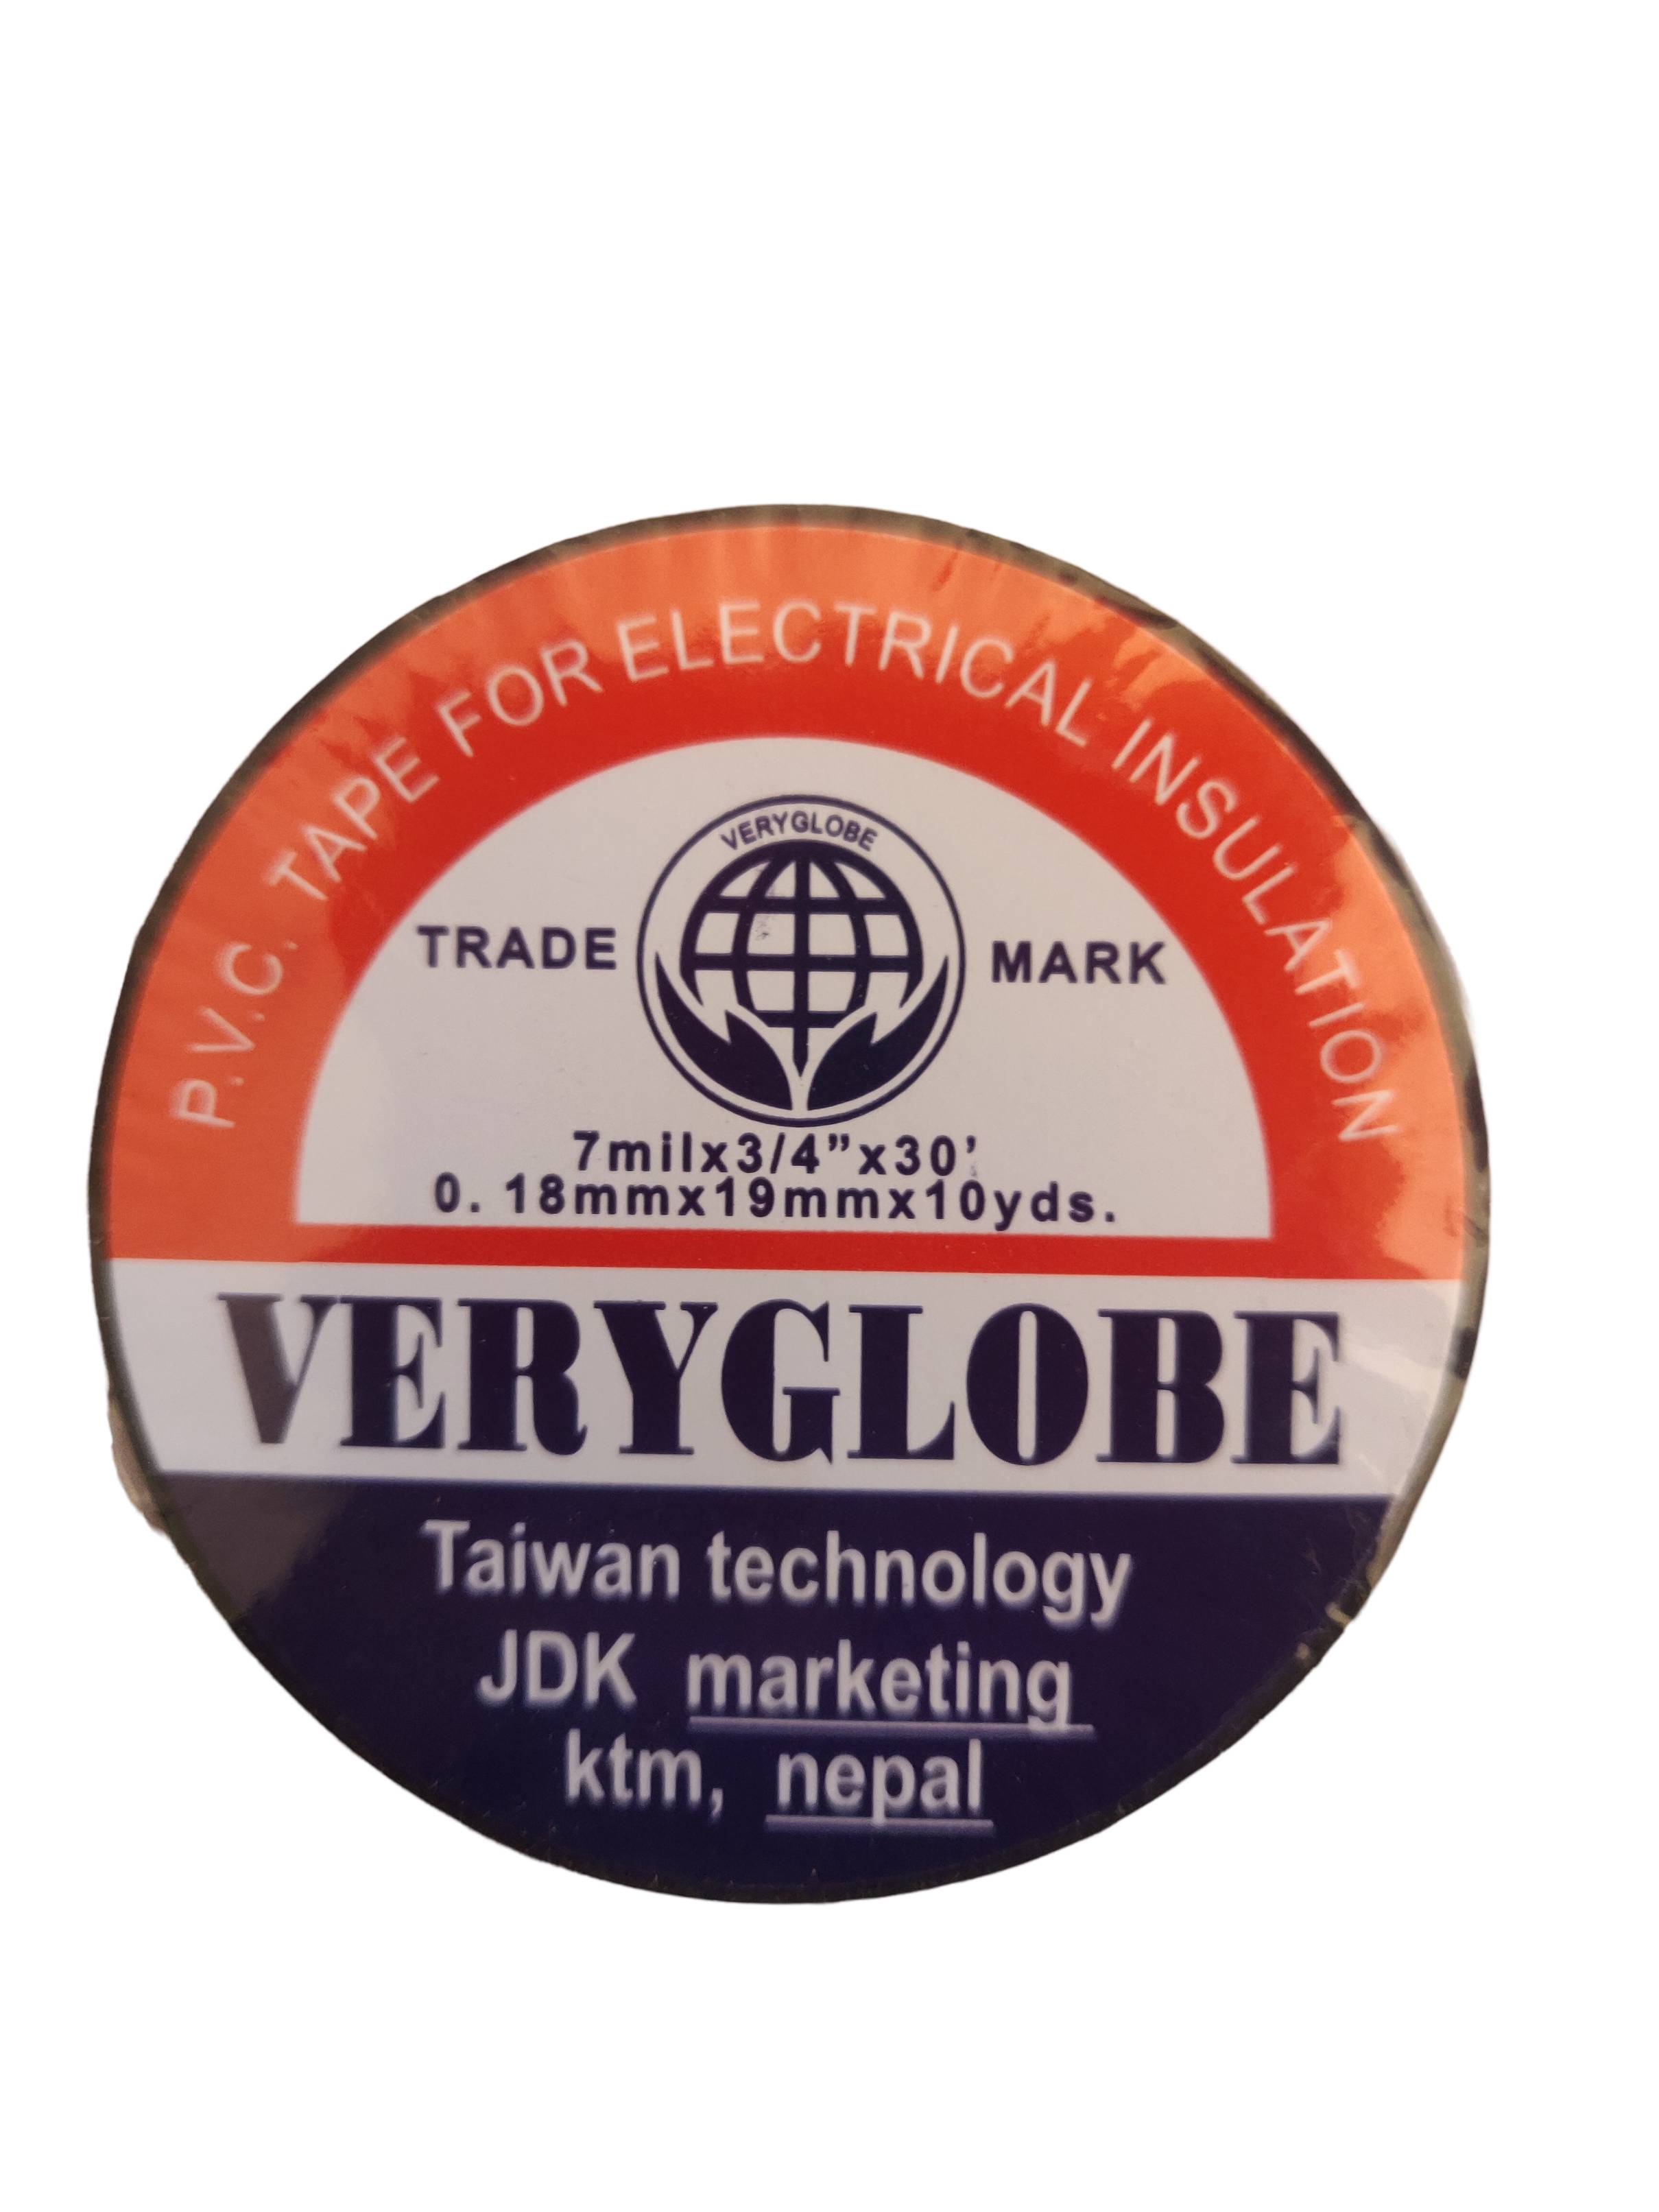 P.V.C. TAPE FOR ELECTRICAL INSULATION
VERYGLOBE
TRADE MARK
7milx3/4”x30’
0. 18mmx19mmx10yds.
VERYGLOBE
Taiwan technology
JDK marketing
ktm, nepal